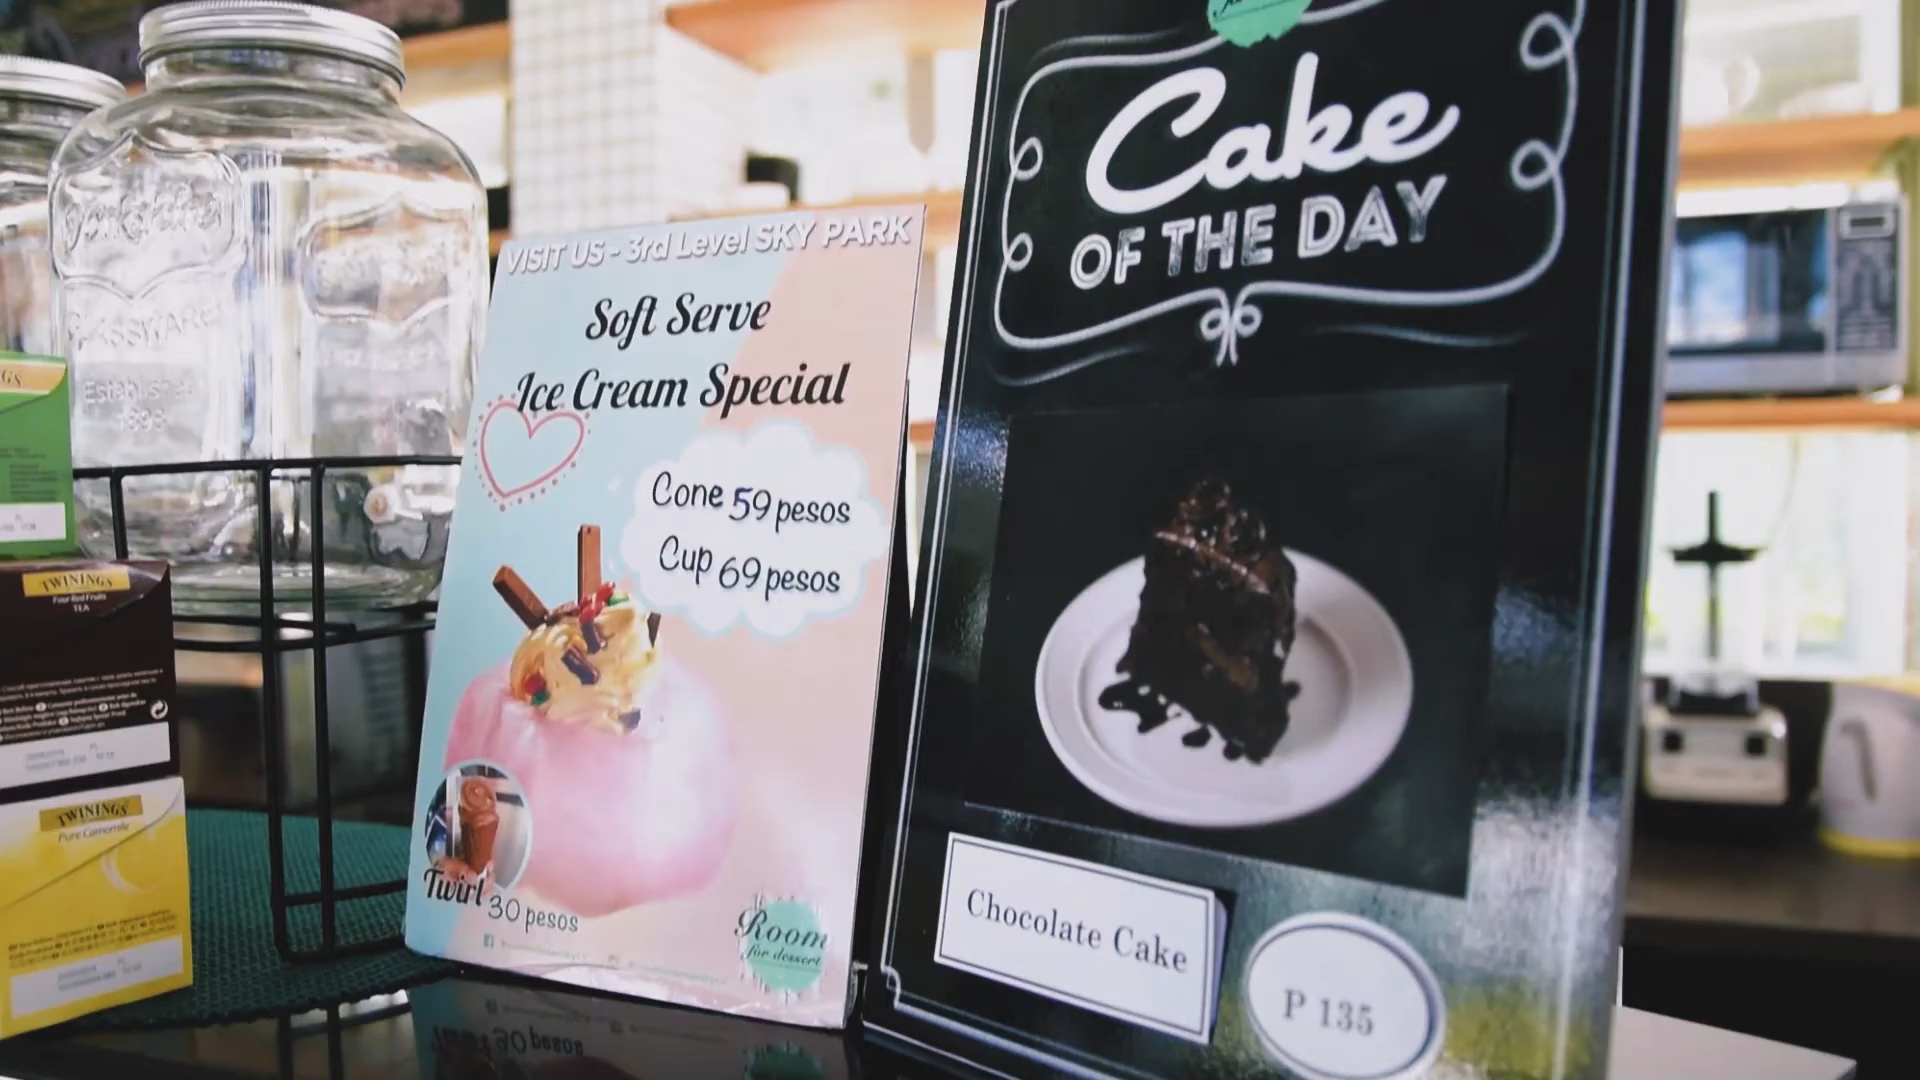 GLASSWARE
Established
1898
TWININGS
Four Red Fruits
TEA
TWININGS
Pure Camomile
VISIT US - 3rd Level SKY PARK
Soft Serve
Ice Cream Special
Cone 59 pesos
Cup 69 pesos
Twirl 30 pesos
Room
for dessert
Cake
OF THE DAY
Chocolate Cake
P 135